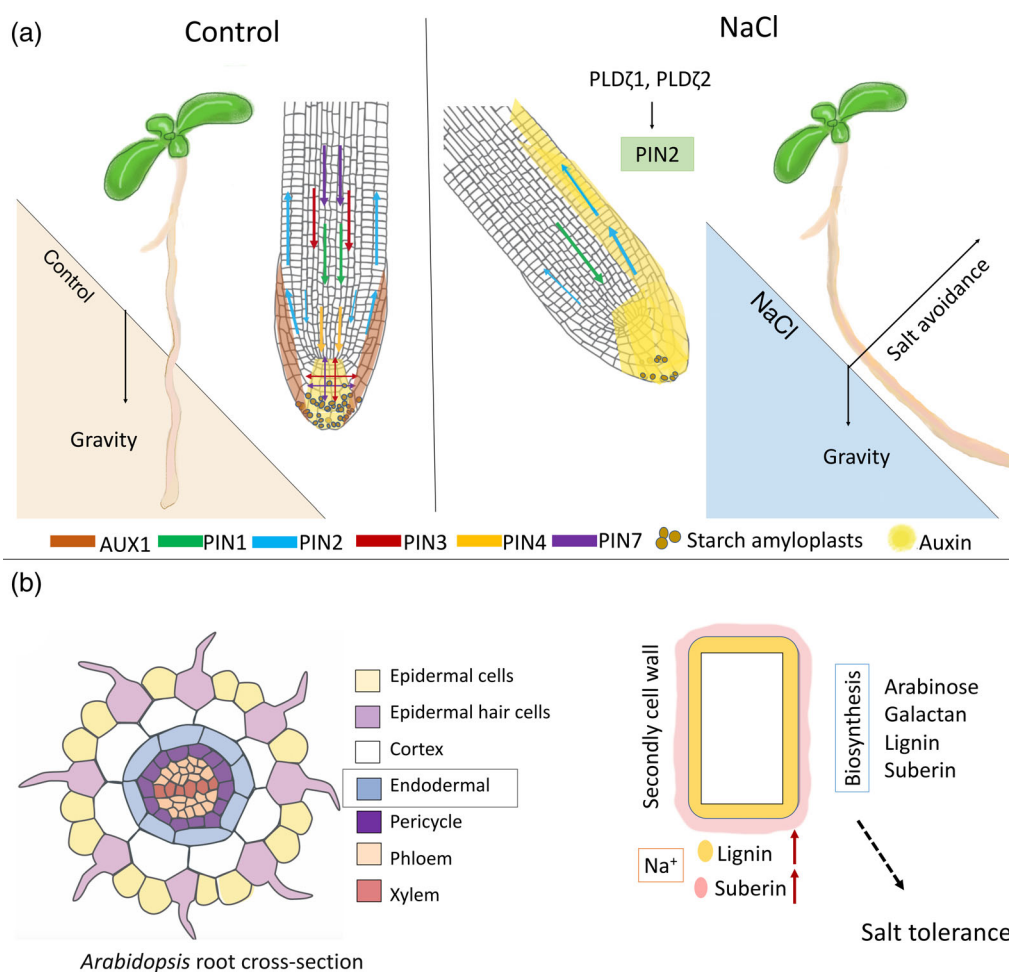 (a)
Control
NaCl
PLDζ1, PLDζ2
PIN2
Control
Gravity
NaCl
Salt avoidance
Gravity
AUX1 PIN1 PIN2 PIN3 PIN4 PIN7 Starch amyloplasts Auxin
(b)
Epidermal cells
Epidermal hair cells
Cortex
Endodermal
Pericycle
Phloem
Xylem
Arabidopsis root cross-section
Secondly cell wall
Na⁺
Lignin
Suberin
Biosynthesis
Arabinose
Galactan
Lignin
Suberin
Salt tolerance